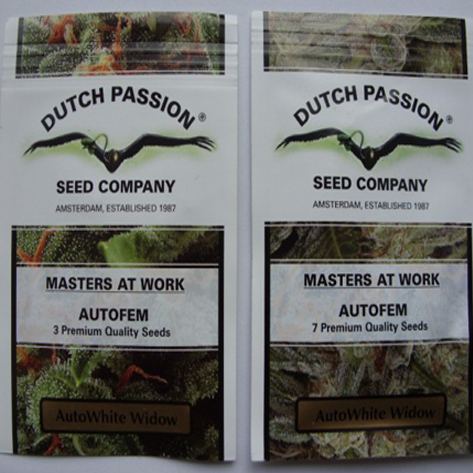 DUTCH PASSION®
SEED COMPANY
AMSTERDAM, ESTABLISHED 1987
MASTERS AT WORK
AUTOFEM
3 Premium Quality Seeds
AutoWhite Widow
DUTCH PASSION®
SEED COMPANY
AMSTERDAM, ESTABLISHED 1987
MASTERS AT WORK
AUTOFEM
7 Premium Quality Seeds
AutoWhite Widow